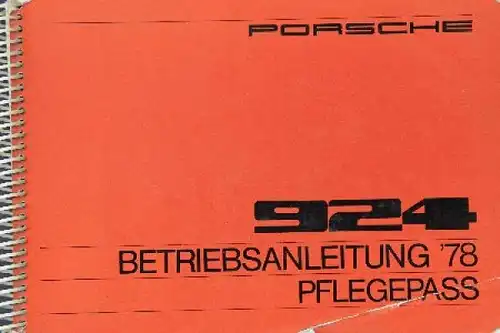 PORSCHE
924
BETRIEBSANLEITUNG '78
PFLEGEPASS